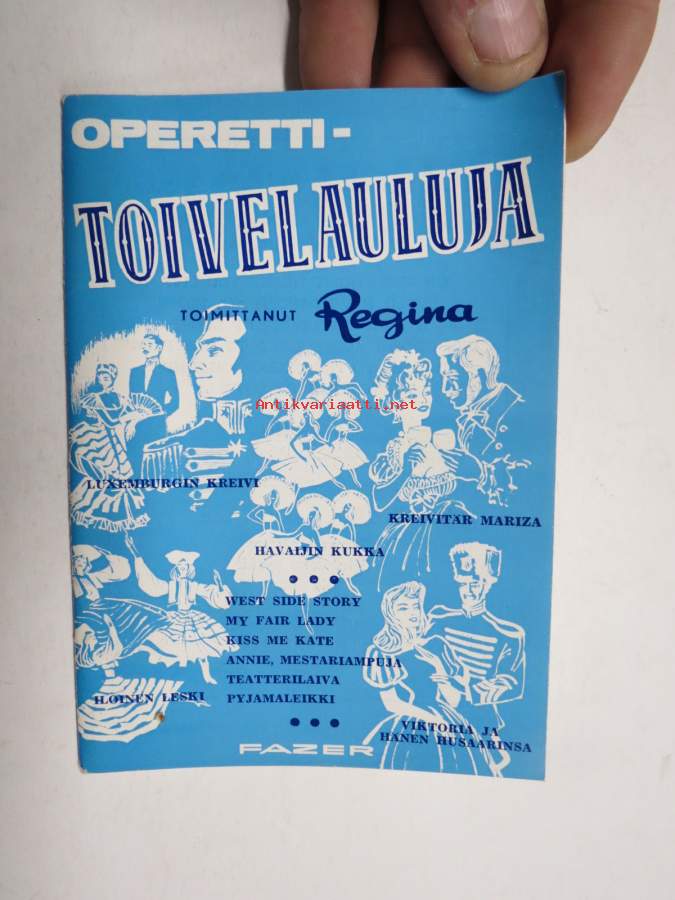 OPERETTI-
TOIVELAULUJA
TOIMITTANUT Regina
Antikvariaatti.net
LUXEMBURGIN KREIVI
KREIVITÄR MARIZA
HAVAIJIN KUKKA
WEST SIDE STORY
MY FAIR LADY
KISS ME KATE
ANNIE, MESTARIAMPUJA
TEATTERILAIVA
PYJAMALEIKKI
ILOINEN LESKI
VIKTORIA JA
HÄNEN HUSAARINSA
FAZER